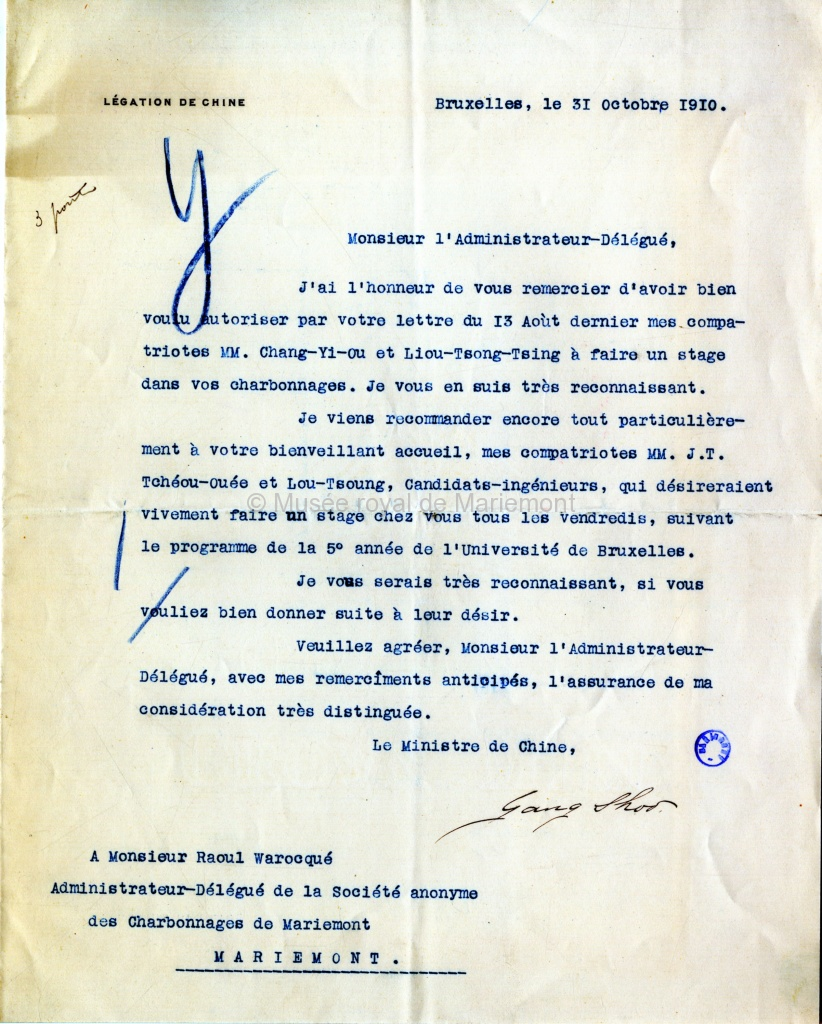 LÉGATION DE CHINE
Bruxelles, le 31 Octobre 1910.
3
Monsieur l'Administrateur-Délégué,
J'ai l'honneur de vous remercier d'avoir bien
voulu autoriser par votre lettre du 13 Août dernier mes compa-
triotes MM. Chang-Yi-Ou et Liou-Tsong-Tsing à faire un stage
dans vos charbonnages. Je vous en suis très reconnaissant.
Je viens recommander encore tout particulière-
ment à votre bienveillant accueil, mes compatriotes MM. J.T.
Tchéou-Ouée et Lou-Tsoung, Candidats-ingénieurs, qui désireraient
© Musée royal de Mariemont
vivement faire un stage chez vous tous les vendredis, suivant
le programme de la 5° année de l'Université de Bruxelles.
Je vous serais très reconnaissant, si vous
vouliez bien donner suite à leur désir.
Veuillez agréer, Monsieur l'Administrateur-
Délégué, avec mes remercîments anticipés, l'assurance de ma
considération très distinguée.
Le Ministre de Chine,
Yang Shoo
A Monsieur Raoul Warocqué
Administrateur-Délégué de la Société anonyme
des Charbonnages de Mariemont
MARIEMONT.